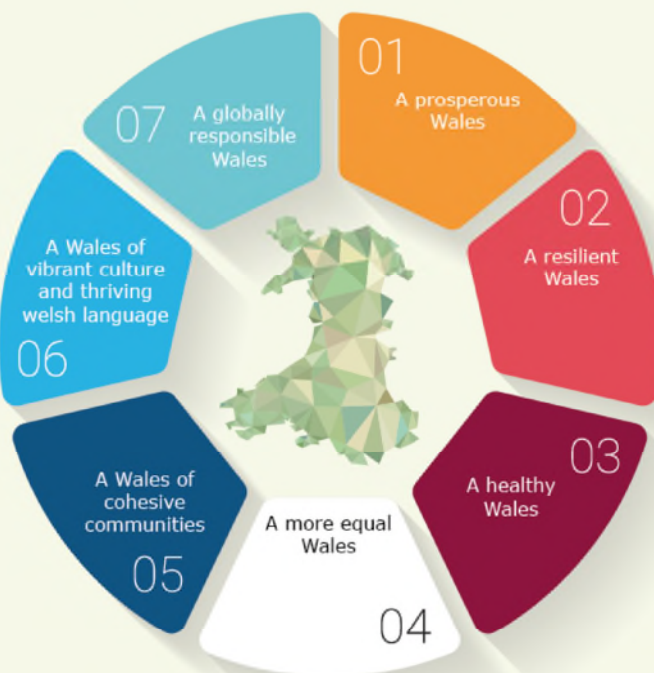 01
A prosperous
Wales
02
A resilient
Wales
03
A healthy
Wales
A more equal
Wales
04
A Wales of
cohesive
communities
05
A Wales of
vibrant culture
and thriving
welsh language
06
07
A globally
responsible
Wales